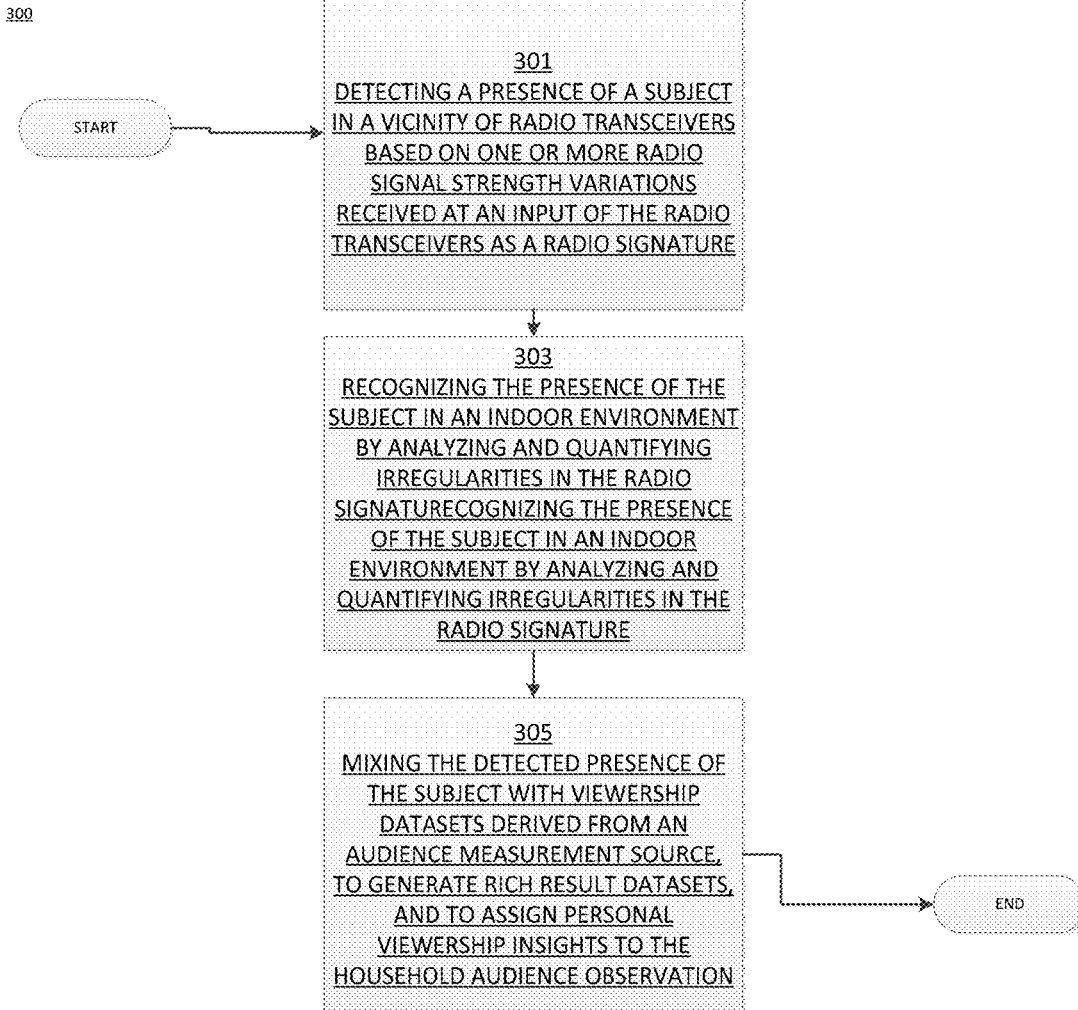 300
START
301
DETECTING A PRESENCE OF A SUBJECT
IN A VICINITY OF RADIO TRANSCEIVERS
BASED ON ONE OR MORE RADIO
SIGNAL STRENGTH VARIATIONS
RECEIVED AT AN INPUT OF THE RADIO
TRANSCEIVERS AS A RADIO SIGNATURE
303
RECOGNIZING THE PRESENCE OF THE
SUBJECT IN AN INDOOR ENVIRONMENT
BY ANALYZING AND QUANTIFYING
IRREGULARITIES IN THE RADIO
SIGNATURECOGNIZING THE PRESENCE
OF THE SUBJECT IN AN INDOOR
ENVIRONMENT BY ANALYZING AND
QUANTIFYING IRREGULARITIES IN THE
RADIO SIGNATURE
305
MIXING THE DETECTED PRESENCE OF
THE SUBJECT WITH VIEWERSHIP
DATASETS DERIVED FROM AN
AUDIENCE MEASUREMENT SOURCE,
TO GENERATE RICH RESULT DATASETS,
AND TO ASSIGN PERSONAL
VIEWERSHIP INSIGHTS TO THE
HOUSEHOLD AUDIENCE OBSERVATION
END